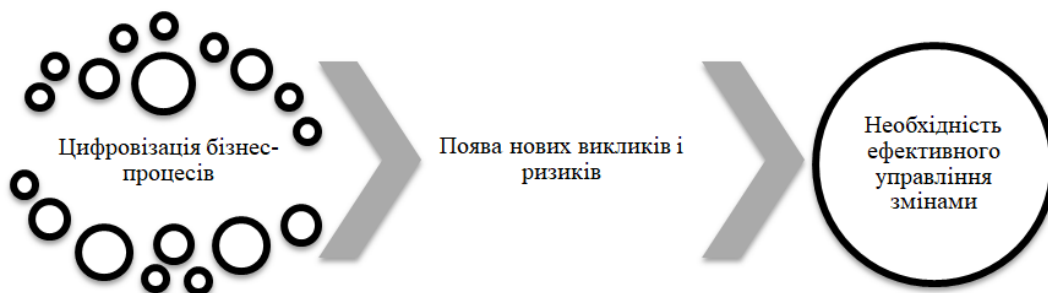 Цифровізація бізнес-
процесів
Поява нових викликів і
ризиків
Необхідність
ефективного
управління
змінами